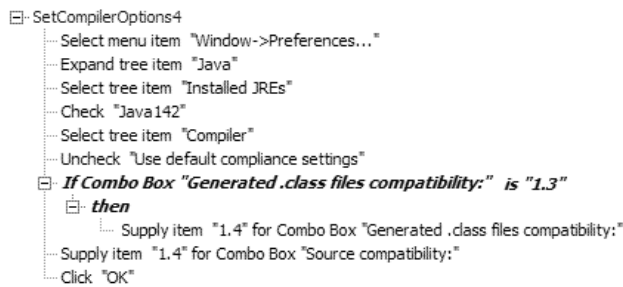 SetCompilerOptions4
Select menu item "Window->Preferences..."
Expand tree item "Java"
Select tree item "Installed JREs"
Check "Java142"
Select tree item "Compiler"
Uncheck "Use default compliance settings"
If Combo Box "Generated .class files compatibility:" is "1.3"
then
Supply item "1.4" for Combo Box "Generated .class files compatibility:"
Supply item "1.4" for Combo Box "Source compatibility:"
Click "OK"